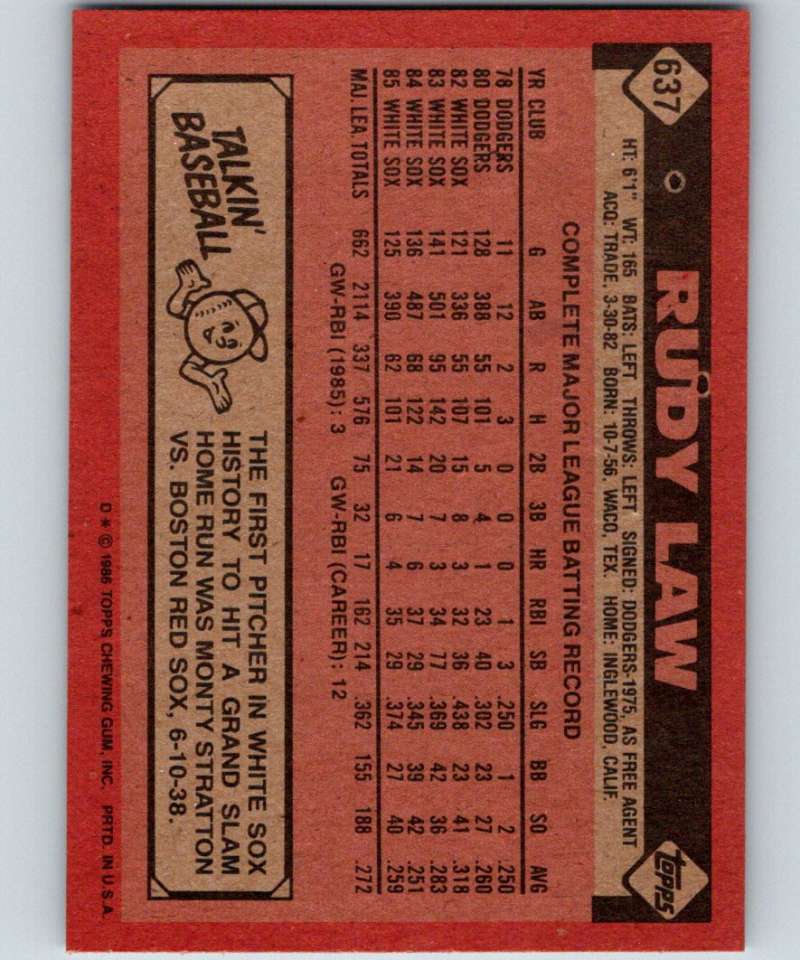 637 RUDY LAW TOPPS
HT: 6'1" WT: 165 BATS: LEFT THROWS: LEFT SIGNED: DODGERS-1975, AS FREE AGENT
ACQ: TRADE, 3-30-82 BORN: 10-7-56, WACO, TEX. HOME: INGLEWOOD, CALIF.
COMPLETE MAJOR LEAGUE BATTING RECORD
YR CLUB G AB R H 2B 3B HR RBI SB SLG BB SO AVG
78 DODGERS 11 12 2 3 0 0 0 1 3 .250 1 2 .250
80 DODGERS 128 388 55 101 5 4 1 23 40 .302 23 27 .260
82 WHITE SOX 121 336 55 107 15 8 3 32 36 .438 23 41 .318
83 WHITE SOX 141 501 95 142 20 7 3 34 77 .369 42 36 .283
84 WHITE SOX 136 487 68 122 14 7 6 37 29 .345 39 42 .251
85 WHITE SOX 125 390 62 101 21 6 4 35 29 .374 27 40 .259
MAJ. LEA. TOTALS 662 2114 337 576 75 32 17 162 214 .362 155 188 .272
GW-RBI (1985): 3 GW-RBI (CAREER): 12
TALKIN'
BASEBALL
THE FIRST PITCHER IN WHITE SOX
HISTORY TO HIT A GRAND SLAM
HOME RUN WAS MONTY STRATTON
VS. BOSTON RED SOX, 6-10-38.
D * © 1986 TOPPS CHEWING GUM, INC. PRTD. IN U.S.A.